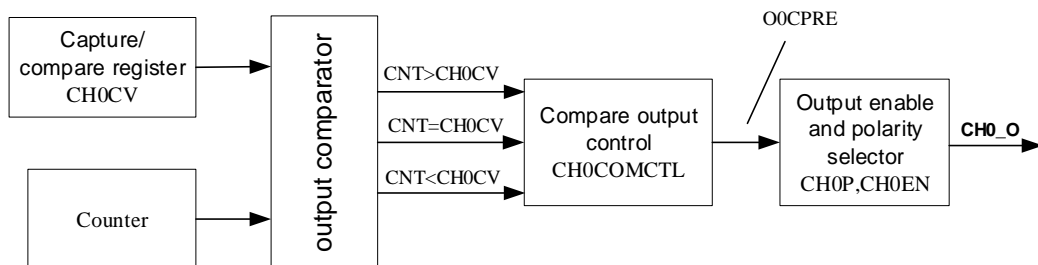 Capture/
compare register
CH0CV
Counter
output comparator
CNT>CH0CV
CNT=CH0CV
CNT<CH0CV
Compare output
control
CH0COMCTL
O0CPRE
Output enable
and polarity
selector
CH0P,CH0EN
CH0_O